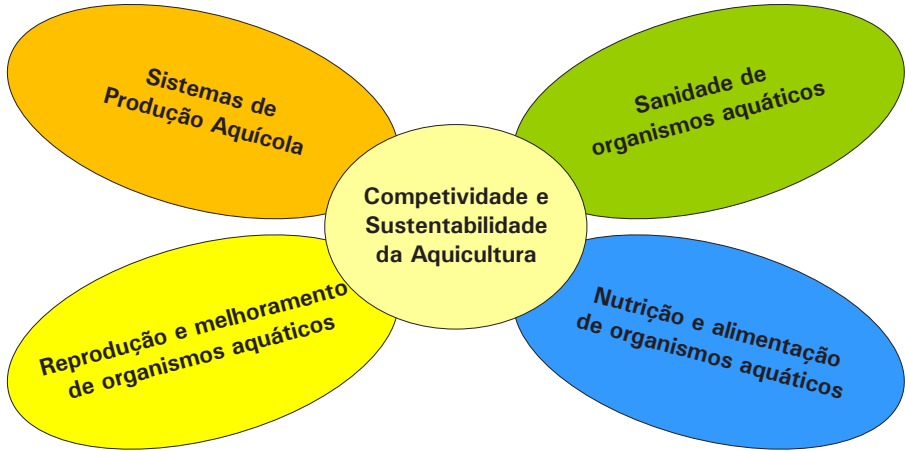 Sistemas de
Produção Aquícola
Sanidade de
organismos aquáticos
Competividade e
Sustentabilidade
da Aquicultura
Reprodução e melhoramento
de organismos aquáticos
Nutrição e alimentação
de organismos aquáticos